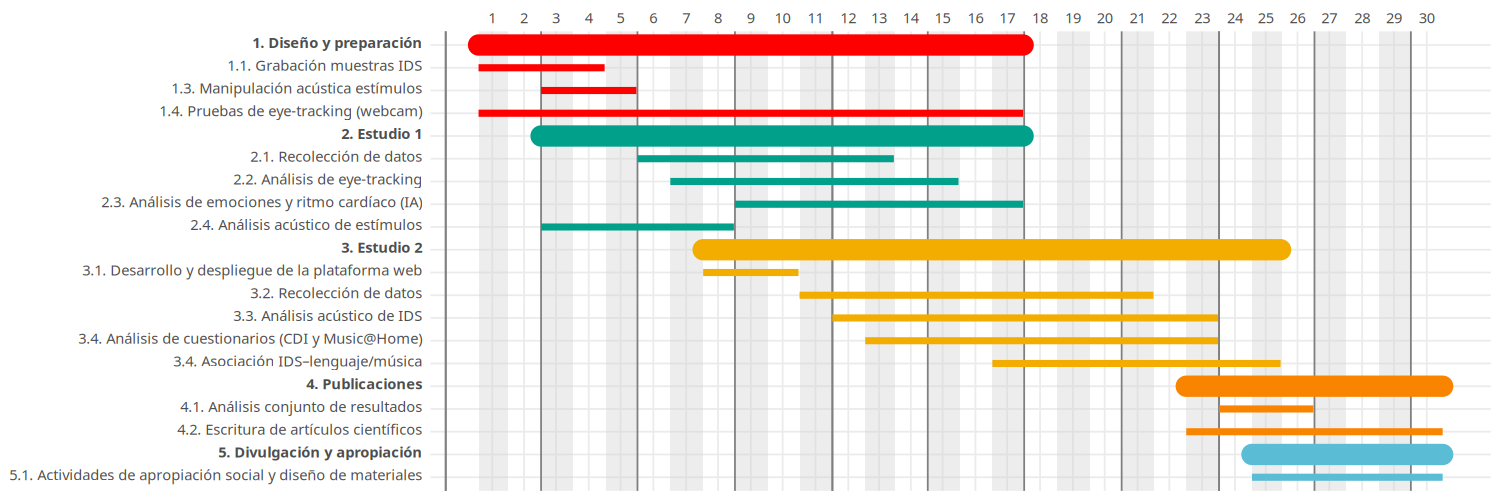 1 2 3 4 5 6 7 8 9 10 11 12 13 14 15 16 17 18 19 20 21 22 23 24 25 26 27 28 29 30
1. Diseño y preparación
1.1. Grabación muestras IDS
1.3. Manipulación acústica estímulos
1.4. Pruebas de eye-tracking (webcam)
2. Estudio 1
2.1. Recolección de datos
2.2. Análisis de eye-tracking
2.3. Análisis de emociones y ritmo cardíaco (IA)
2.4. Análisis acústico de estímulos
3. Estudio 2
3.1. Desarrollo y despliegue de la plataforma web
3.2. Recolección de datos
3.3. Análisis acústico de IDS
3.4. Análisis de cuestionarios (CDI y Music@Home)
3.4. Asociación IDS–lenguaje/música
4. Publicaciones
4.1. Análisis conjunto de resultados
4.2. Escritura de artículos científicos
5. Divulgación y apropiación
5.1. Actividades de apropiación social y diseño de materiales